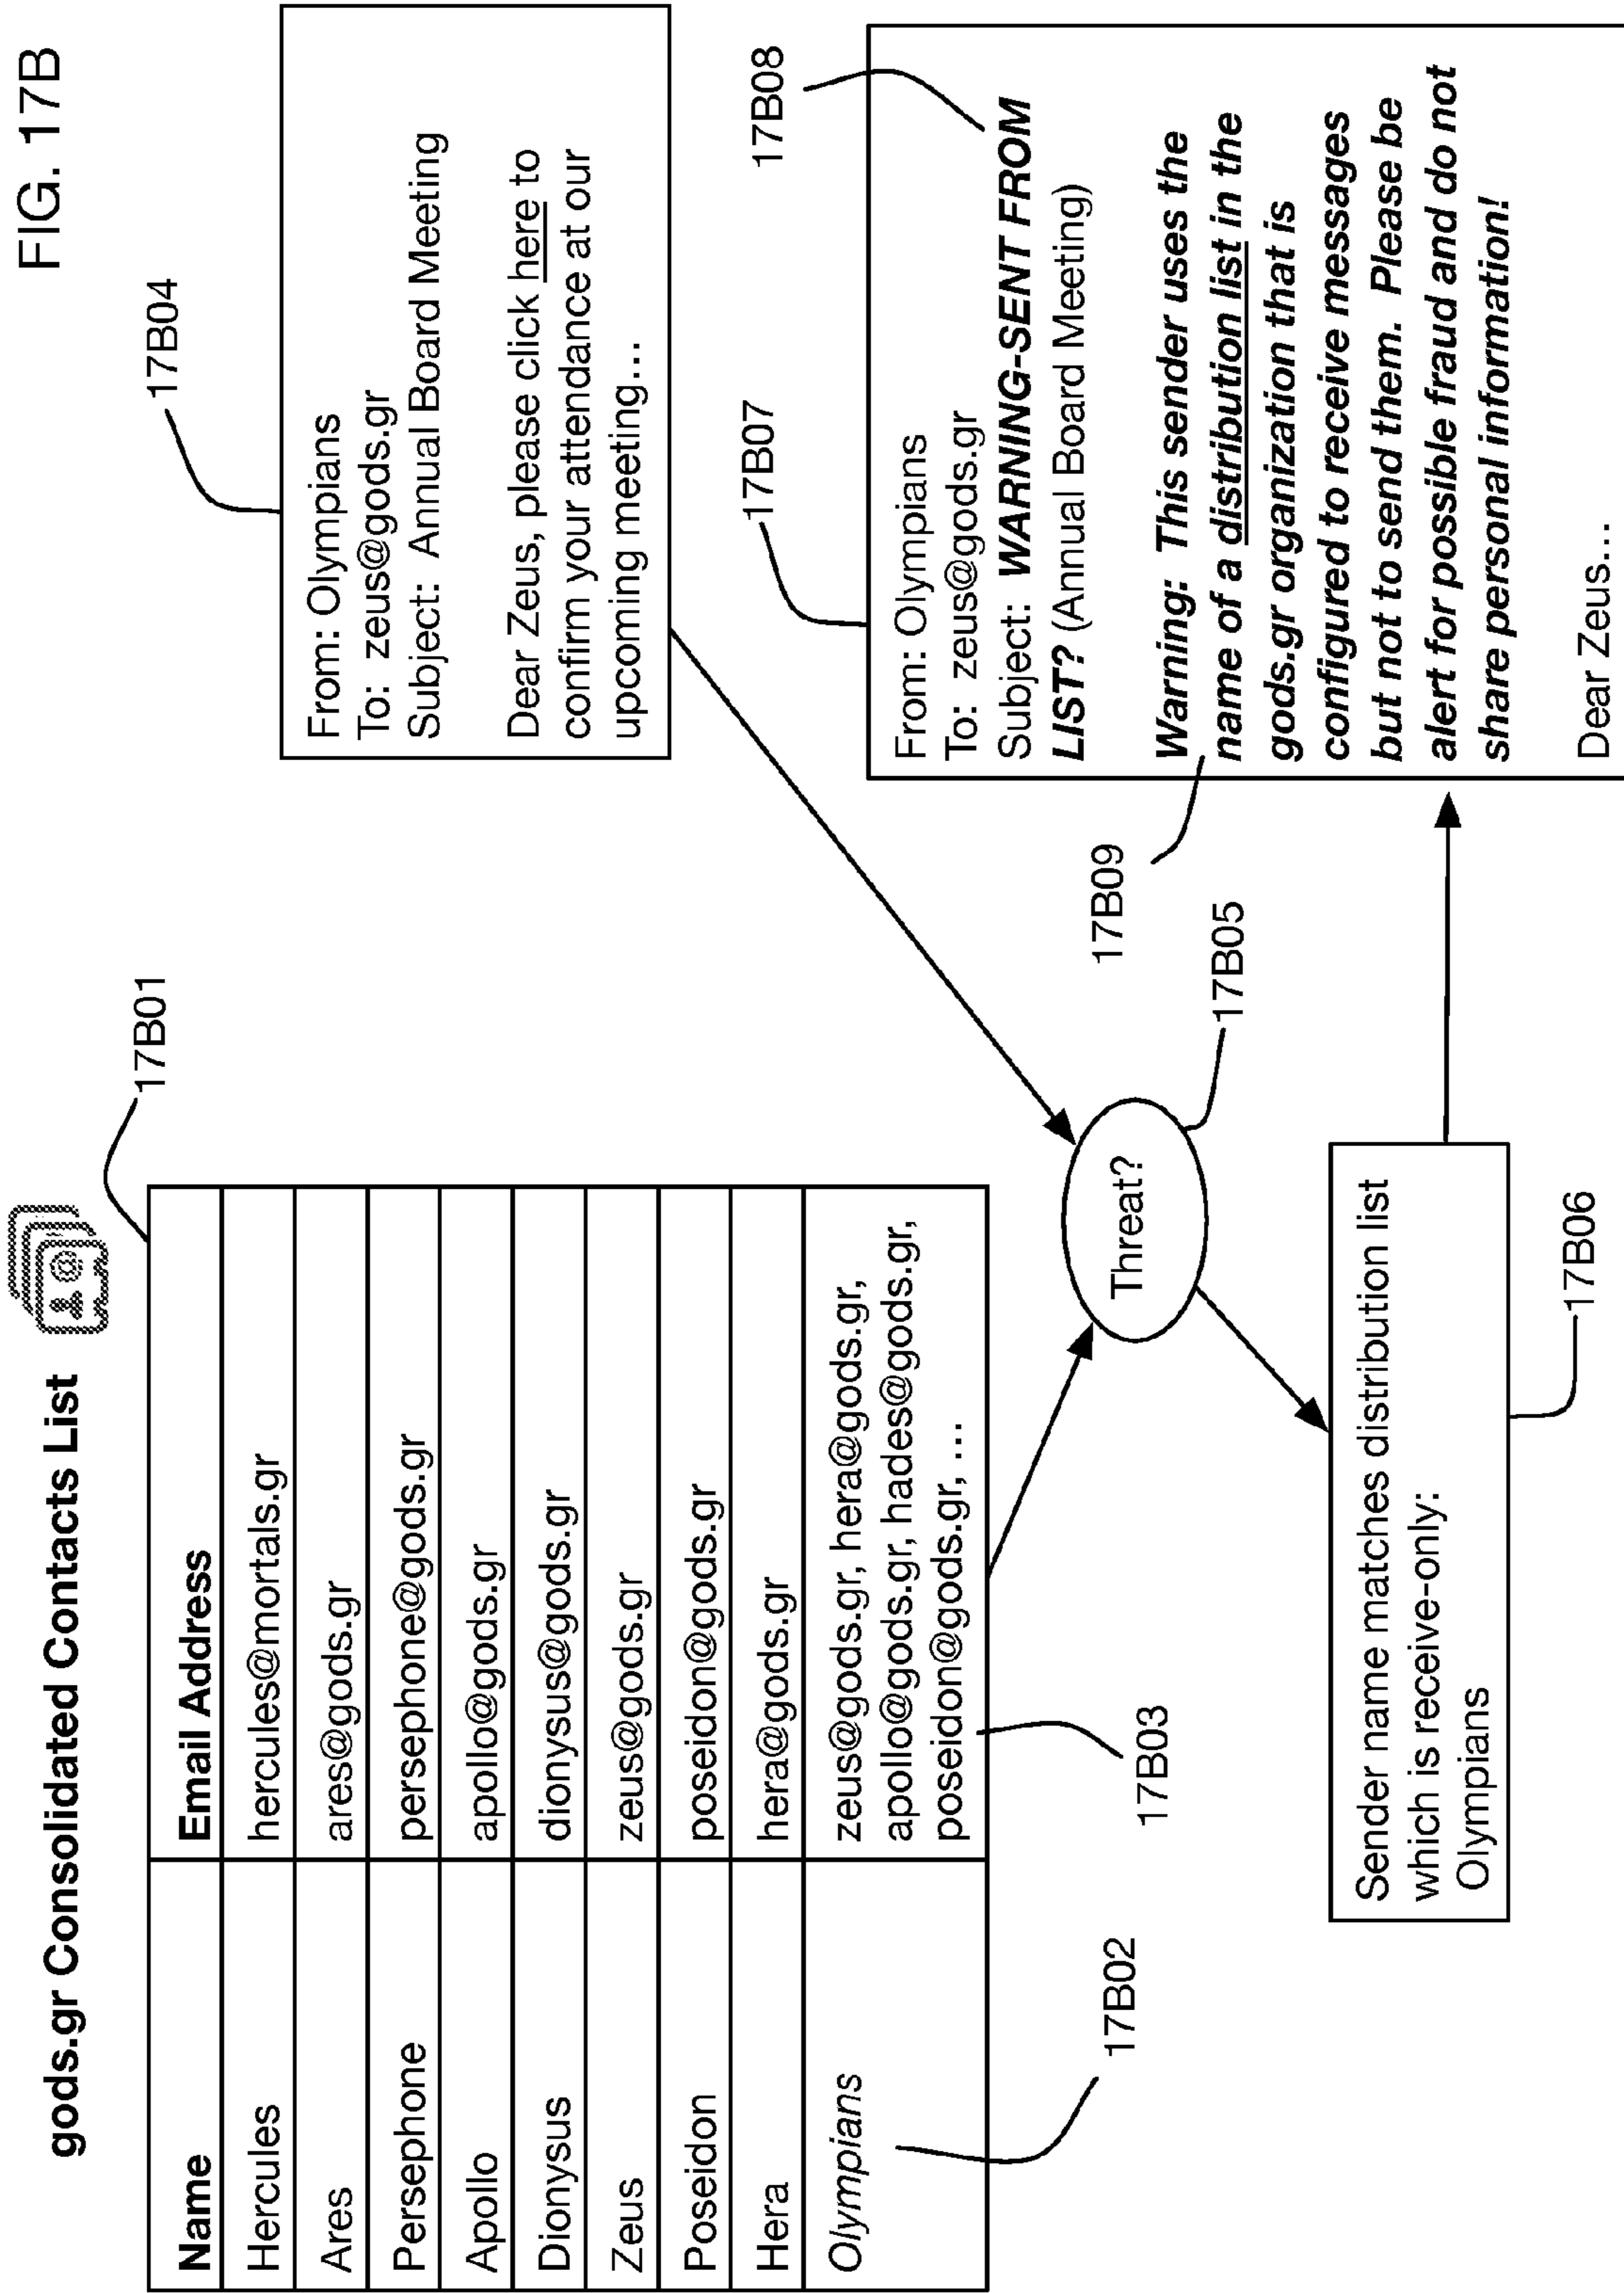 FIG. 17B
gods.gr Consolidated Contacts List
17B01
Name Email Address
Hercules hercules@mortals.gr
Ares ares@gods.gr
Persephone persephone@gods.gr
Apollo apollo@gods.gr
Dionysus dionysus@gods.gr
Zeus zeus@gods.gr
Poseidon poseidon@gods.gr
Hera hera@gods.gr
Olympians zeus@gods.gr, hera@gods.gr,
apollo@gods.gr, hades@gods.gr,
poseidon@gods.gr, ...
17B02
17B03
17B04
From: Olympians
To: zeus@gods.gr
Subject: Annual Board Meeting
Dear Zeus, please click here to
confirm your attendance at our
upcoming meeting...
Threat?
17B05
Sender name matches distribution list
which is receive-only:
Olympians
17B06
17B07
17B08
From: Olympians
To: zeus@gods.gr
Subject: WARNING-SENT FROM
LIST? (Annual Board Meeting)
17B09
Warning: This sender uses the
name of a distribution list in the
gods.gr organization that is
configured to receive messages
but not to send them. Please be
alert for possible fraud and do not
share personal information!
Dear Zeus...